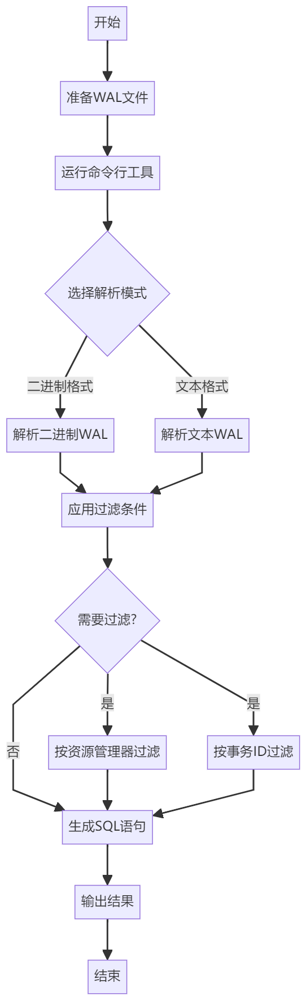 开始
准备WAL文件
运行命令行工具
选择解析模式
二进制格式
文本格式
解析二进制WAL
解析文本WAL
应用过滤条件
需要过滤?
是
是
否
按资源管理器过滤
按事务ID过滤
生成SQL语句
输出结果
结束